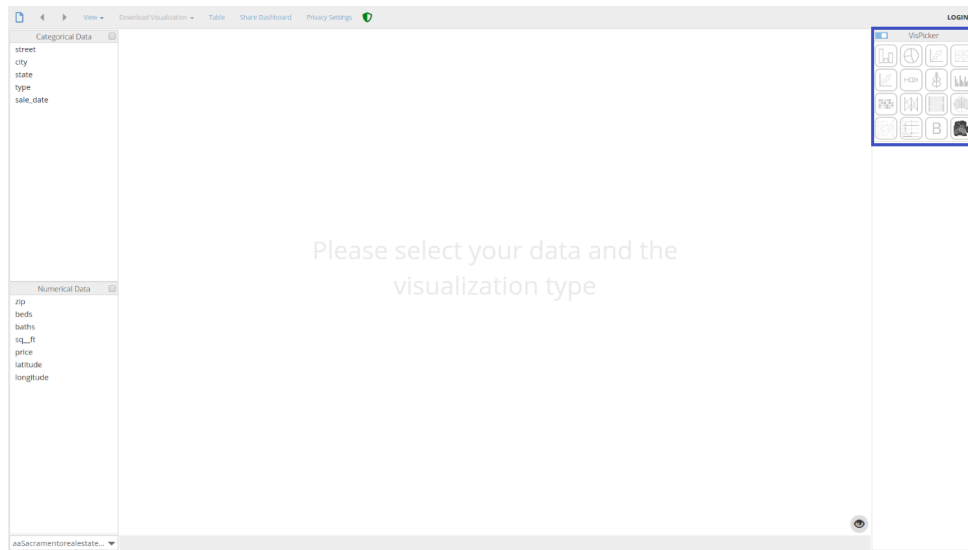 View Download Visualization Table Share Dashboard Privacy Settings LOGIN
Categorical Data
street
city
state
type
sale_date
Numerical Data
zip
beds
baths
sq__ft
price
latitude
longitude
aaSacramentorealestate...
Please select your data and the
visualization type
VisPicker
B